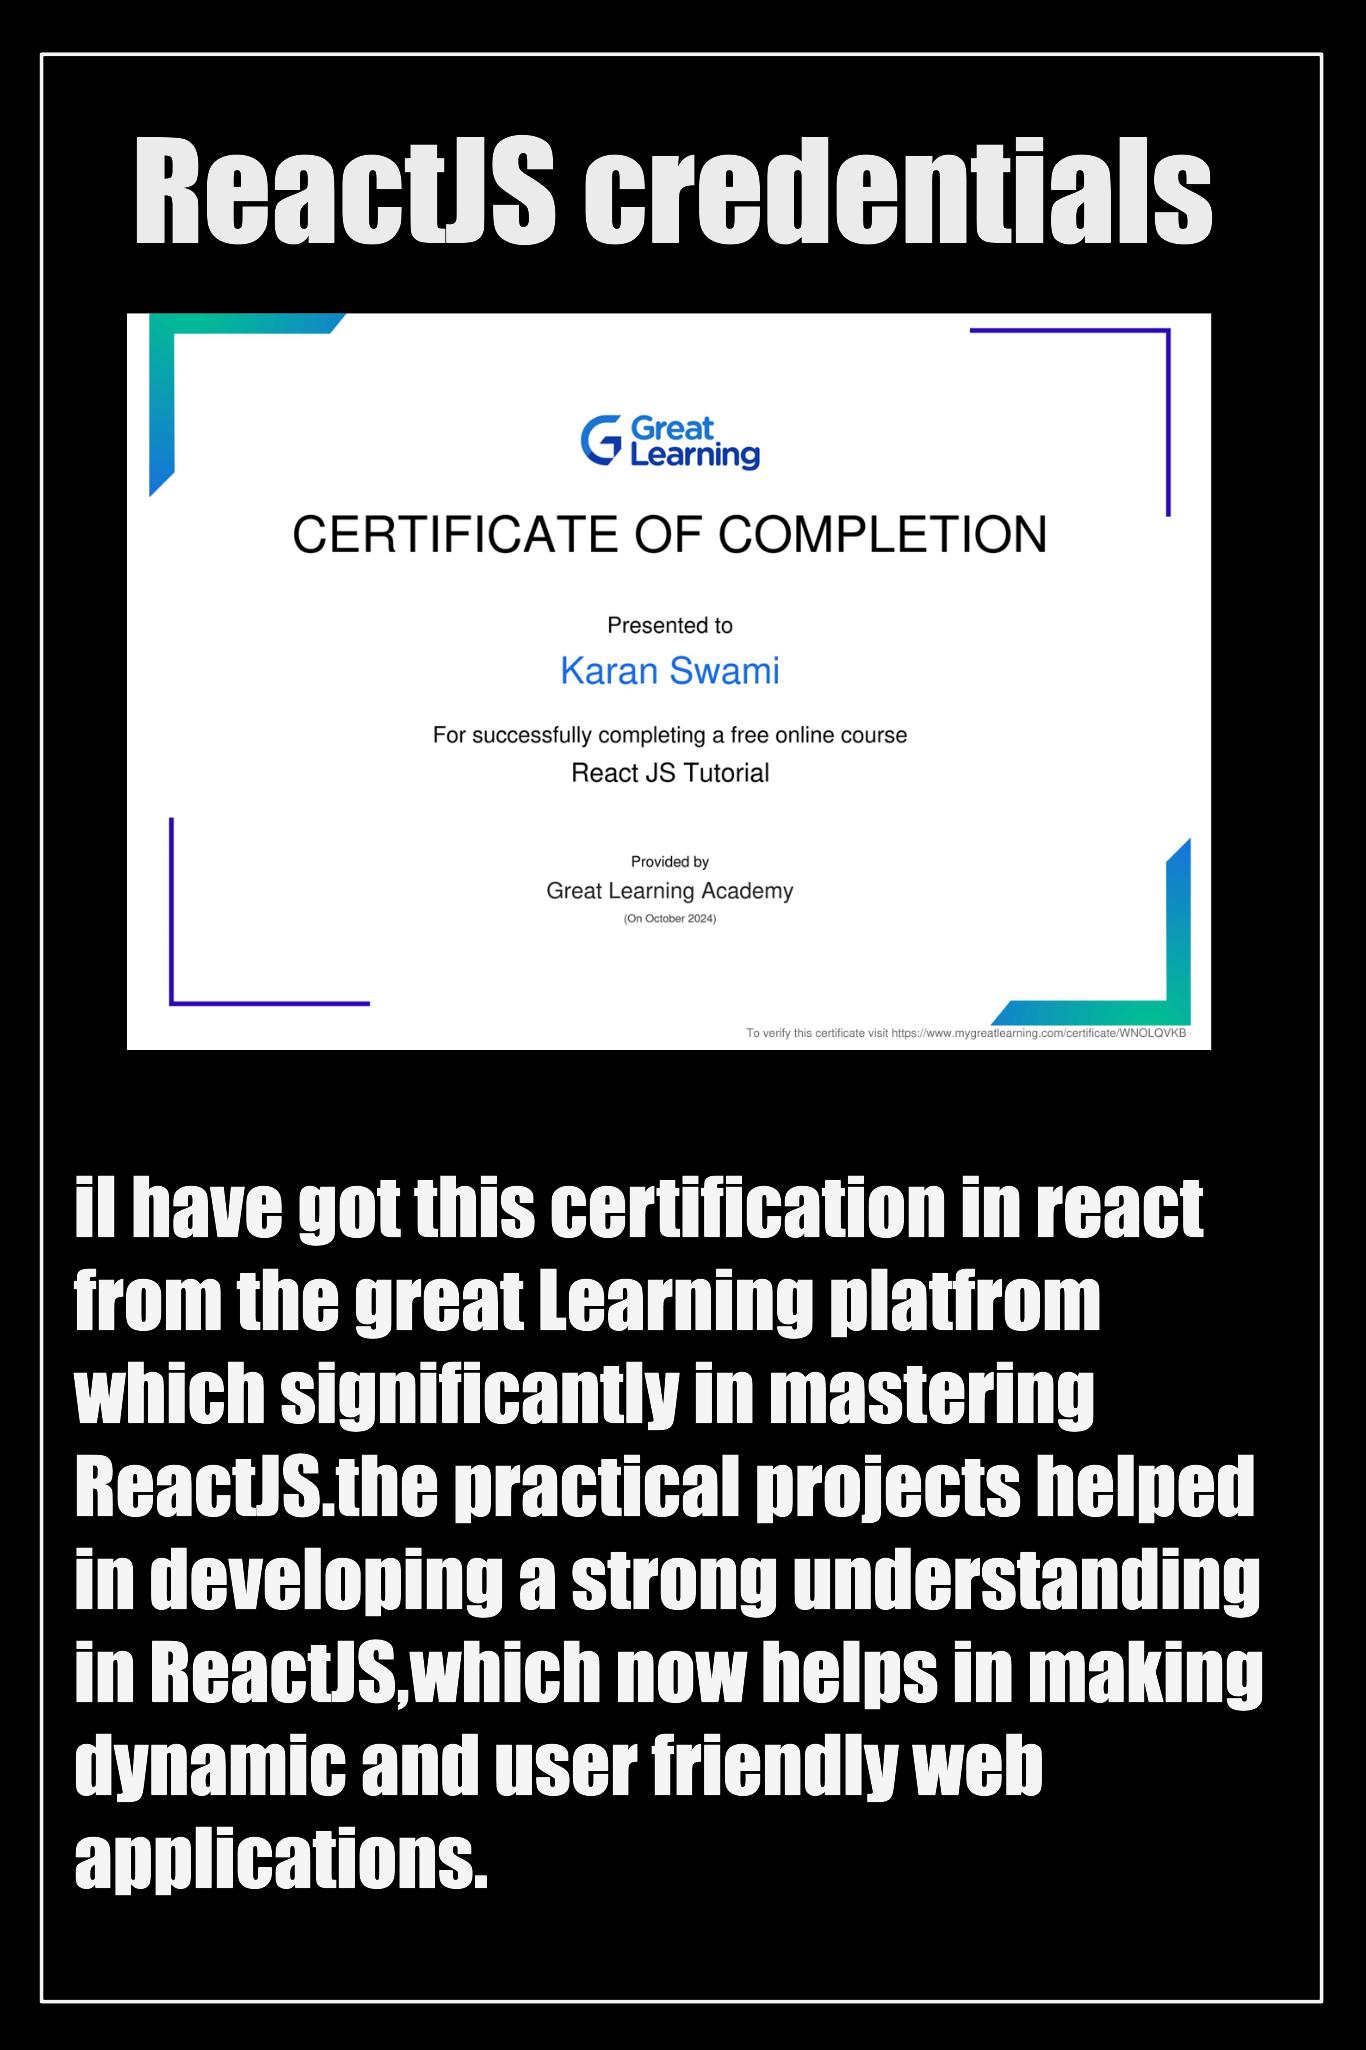 ReactJS credentials
Great
Learning
CERTIFICATE OF COMPLETION
Presented to
Karan Swami
For successfully completing a free online course
React JS Tutorial
Provided by
Great Learning Academy
(On October 2024)
To verify this certificate visit https://www.mygreatlearning.com/certificate/WNOLQVKB
iI have got this certification in react
from the great Learning platfrom
which significantly in mastering
ReactJS.the practical projects helped
in developing a strong understanding
in ReactJS,which now helps in making
dynamic and user friendly web
applications.